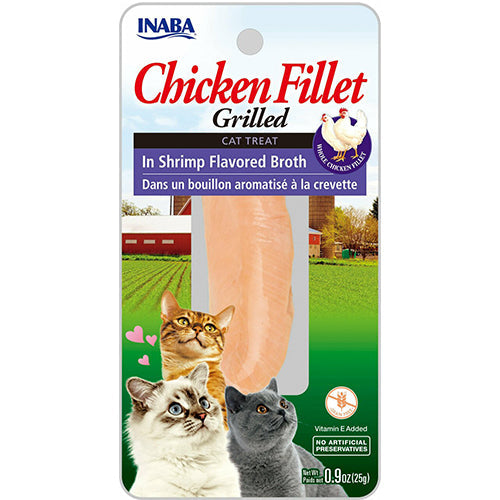 INABA
Chicken Fillet
Grilled
CAT TREAT
In Shrimp Flavored Broth
Dans un bouillon aromatisé à la crevette
WHOLE CHICKEN FILLET
Vitamin E Added
NO ARTIFICIAL
PRESERVATIVES
Net Wt
Poids net 0.9oz (25g)